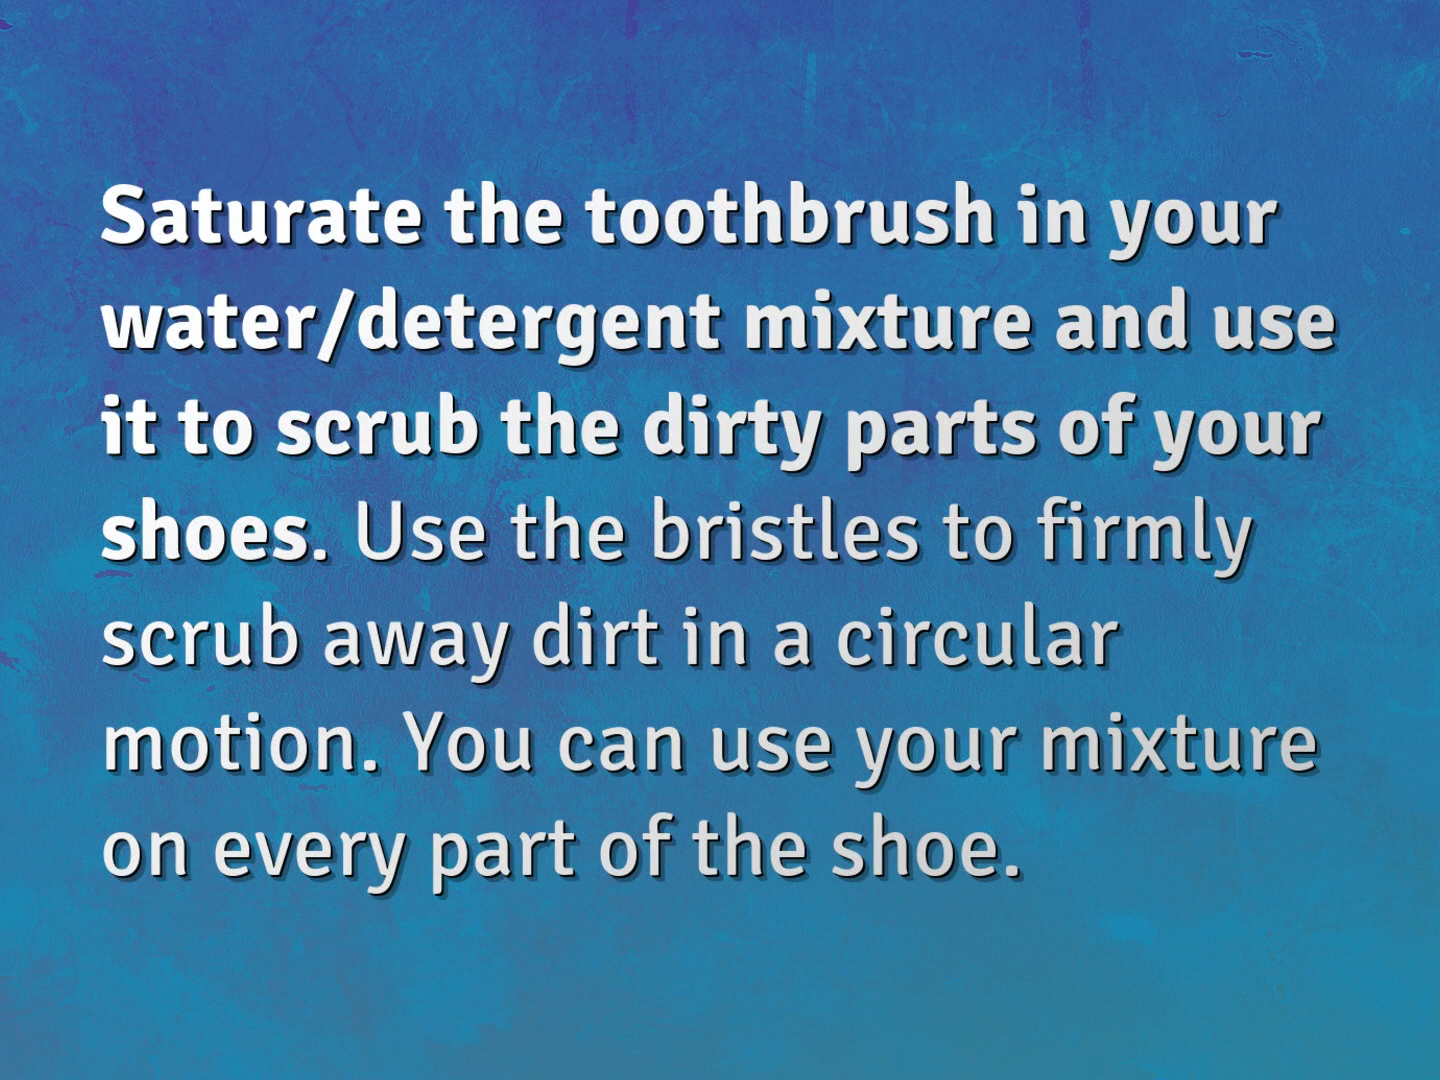 Saturate the toothbrush in your
water/detergent mixture and use
it to scrub the dirty parts of your
shoes. Use the bristles to firmly
scrub away dirt in a circular
motion. You can use your mixture
on every part of the shoe.